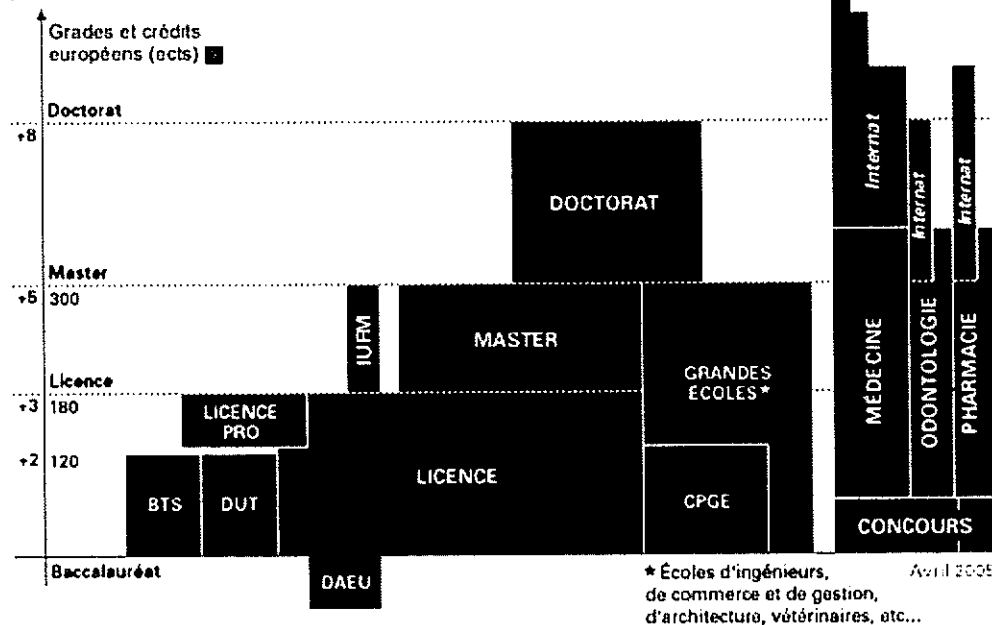 Grades et crédits
européens (ects)
Doctorat
+8
DOCTORAT
Internat
Internat
Internat
Master
+5 300
IUFM
MASTER
GRANDES
ÉCOLES*
MÉDECINE
ODONTOLOGIE
PHARMACIE
Licence
+3 180
LICENCE
PRO
+2 120
BTS
DUT
LICENCE
CPGE
CONCOURS
Baccalauréat
DAEU
* Écoles d'ingénieurs,
de commerce et de gestion,
d'architecture, vétérinaires, etc...
Avril 2005